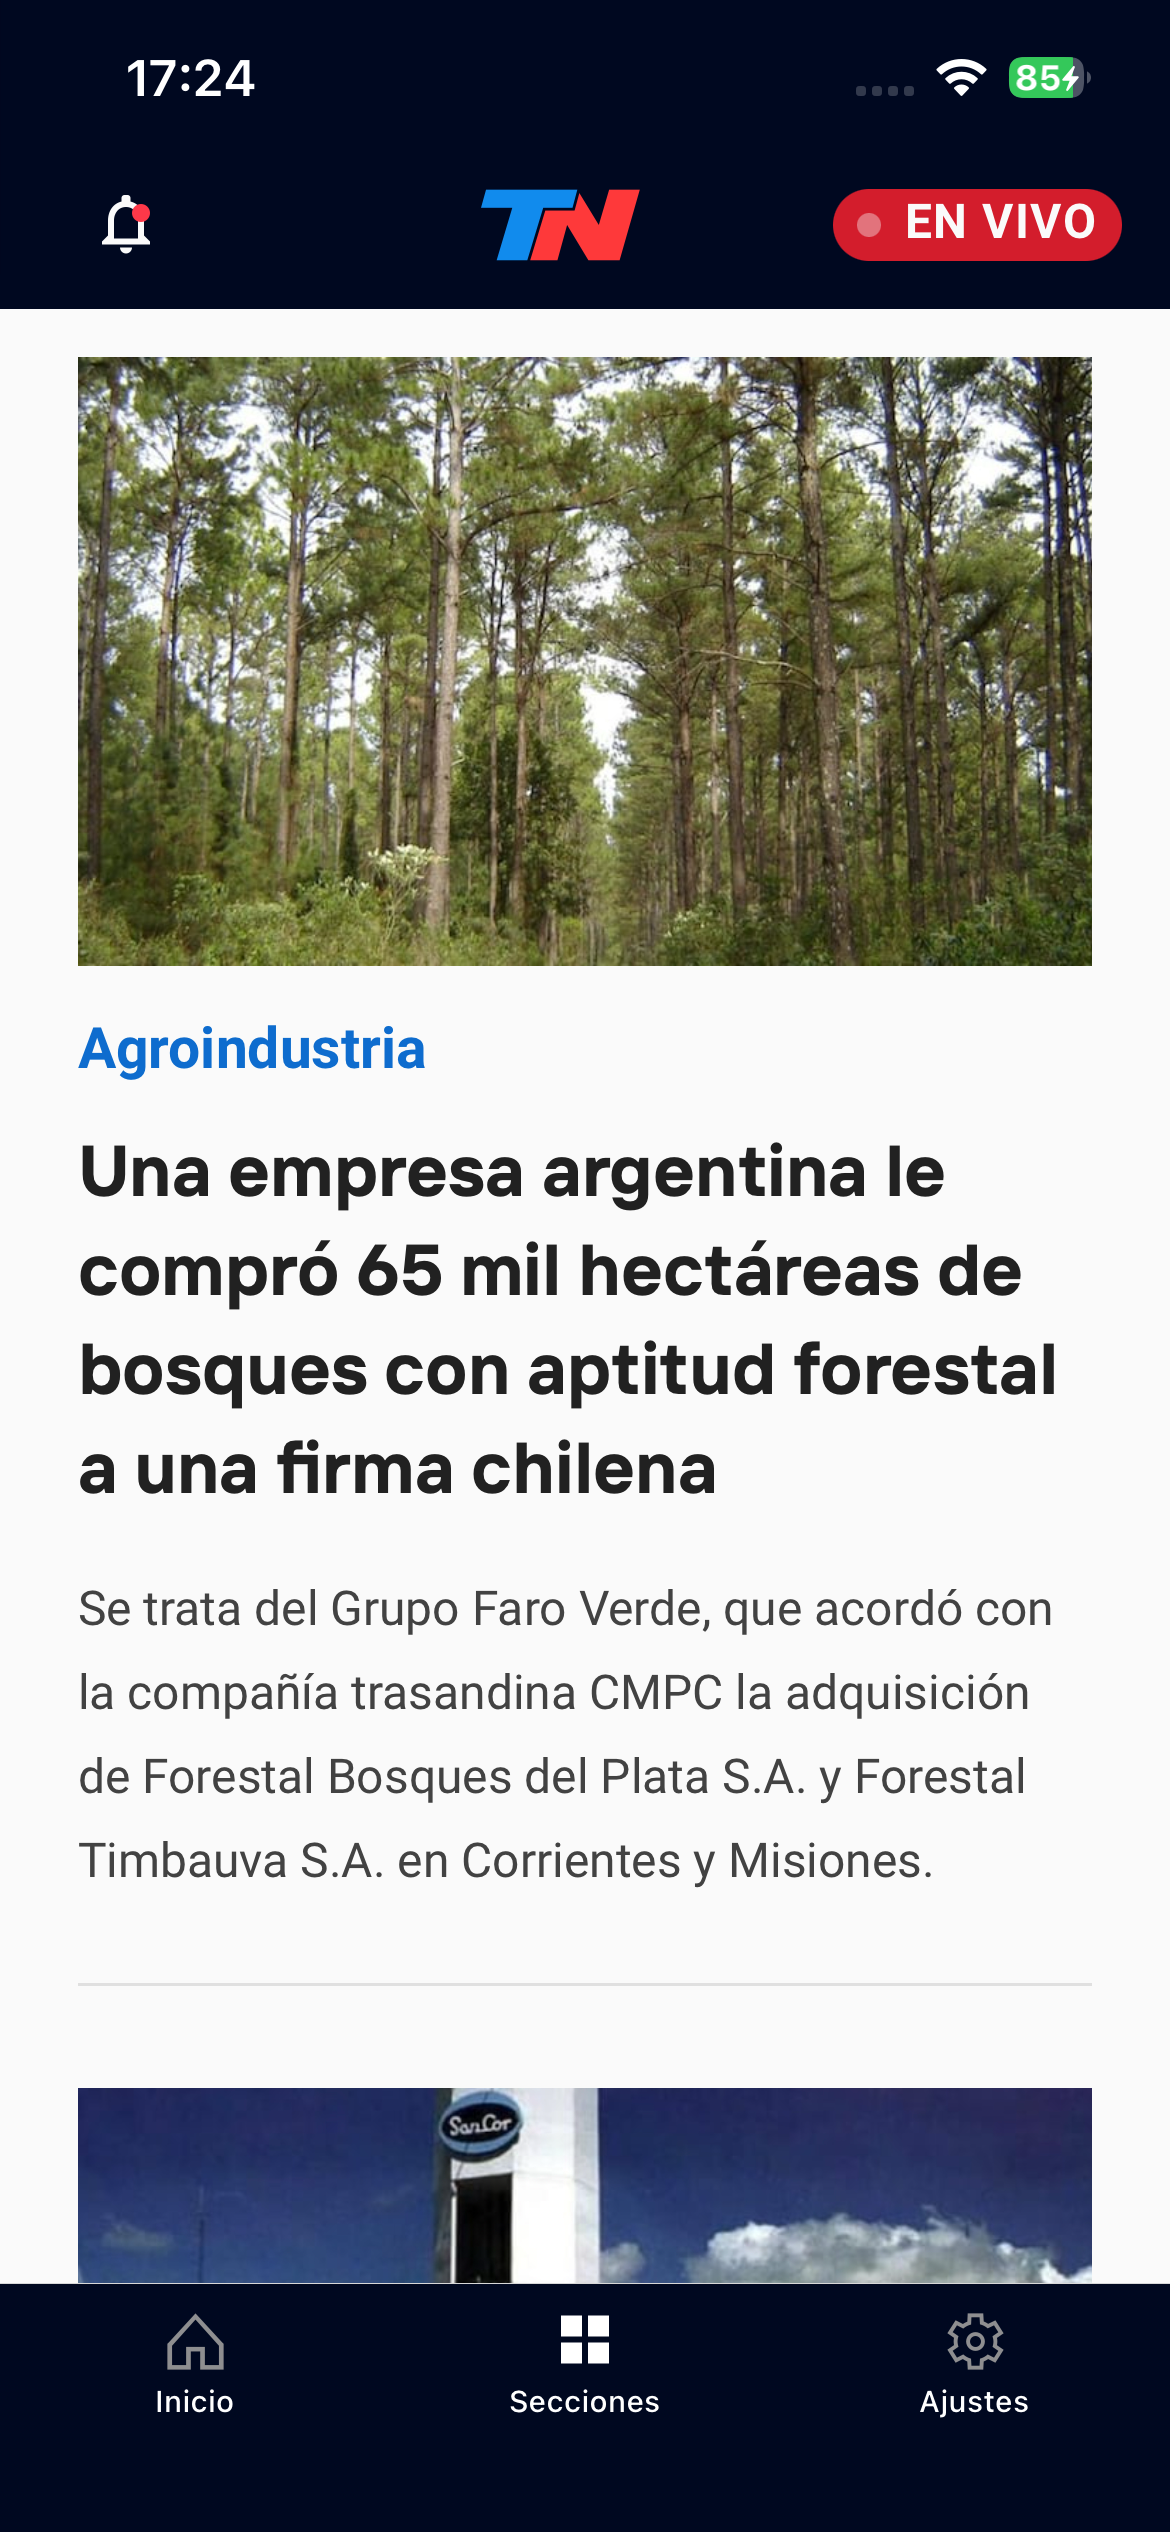 17:24
85
TN
EN VIVO
Agroindustria
Una empresa argentina le
compró 65 mil hectáreas de
bosques con aptitud forestal
a una firma chilena
Se trata del Grupo Faro Verde, que acordó con
la compañía trasandina CMPC la adquisición
de Forestal Bosques del Plata S.A. y Forestal
Timbauva S.A. en Corrientes y Misiones.
SanCor
Inicio
Secciones
Ajustes